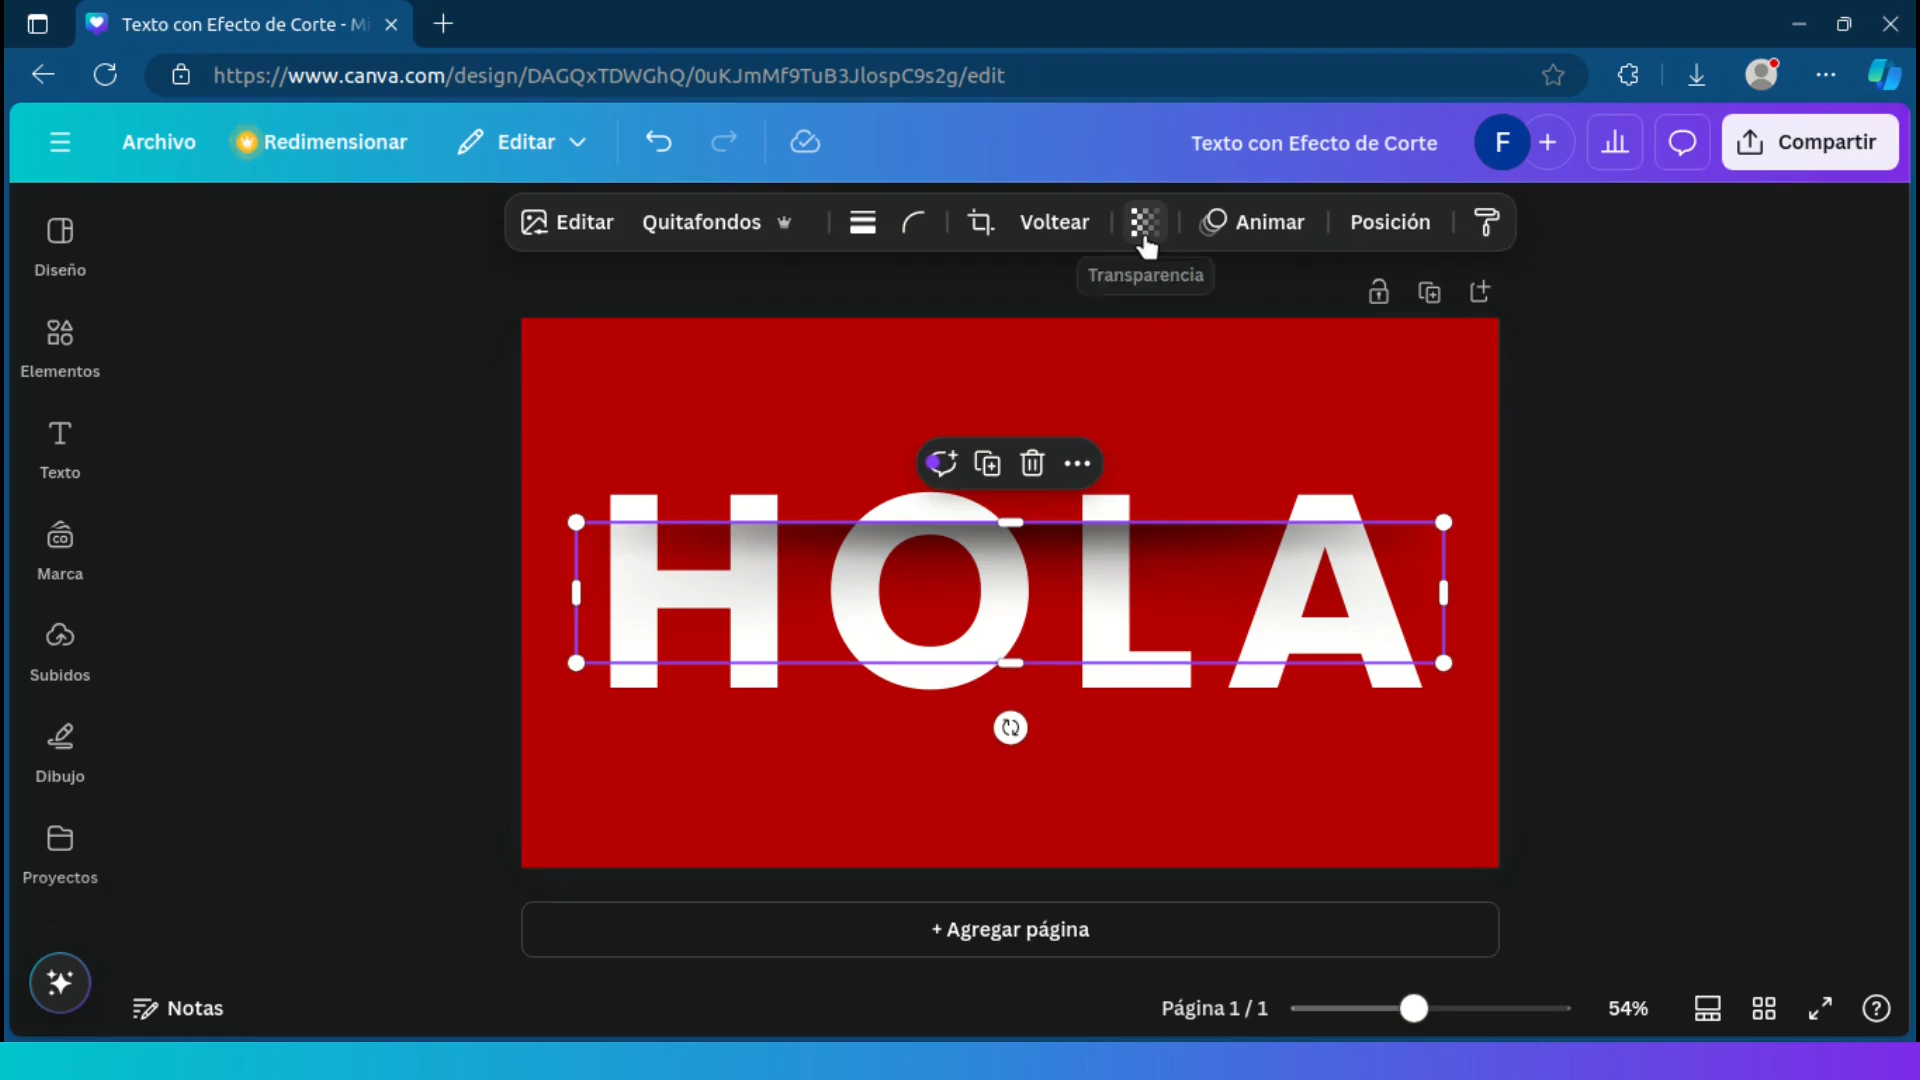 Texto con Efecto de Corte - Mi
https://www.canva.com/design/DAGQxTDWGhQ/0uKJmMf9TuB3JlospC9s2g/edit
Archivo
Redimensionar
Editar
Texto con Efecto de Corte
F
Compartir
Editar
Quitafondos
Voltear
Animar
Posición
Transparencia
Diseño
Elementos
Texto
CO
Marca
Subidos
Dibujo
Proyectos
HOLA
+ Agregar página
Notas
Página 1 / 1
54%